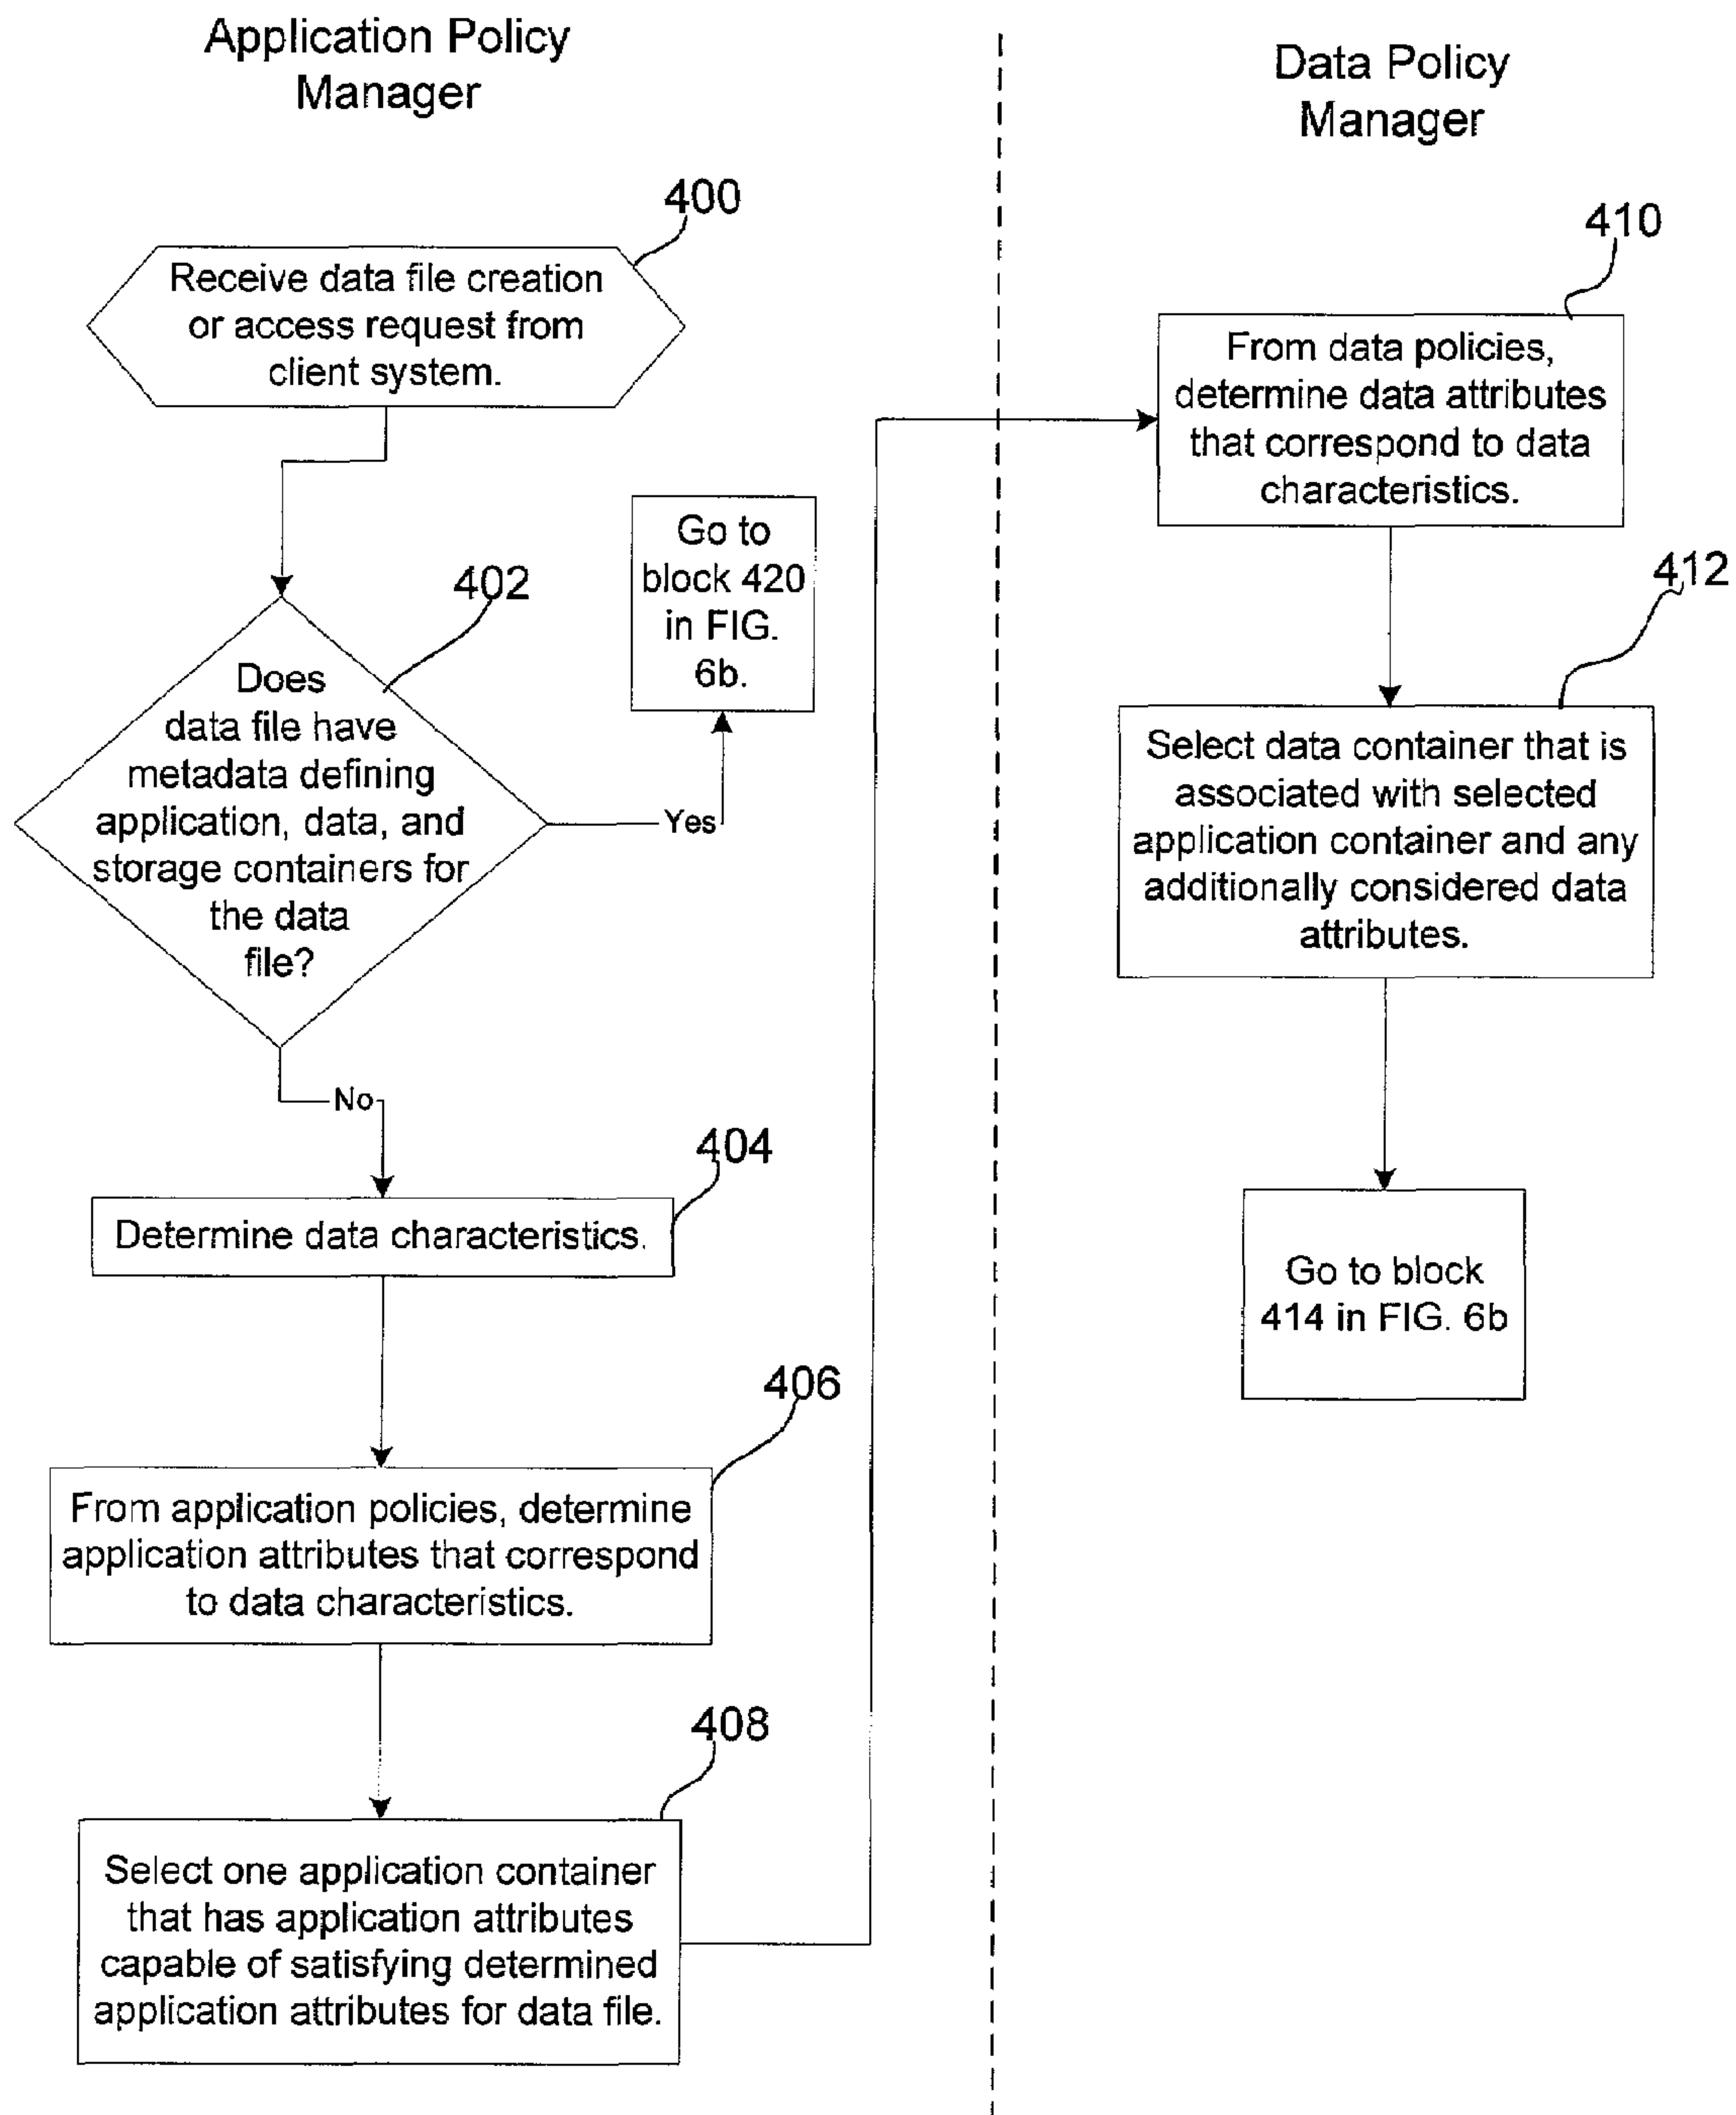 Application Policy
Manager
400
Receive data file creation
or access request from
client system.
402
Does
data file have
metadata defining
application, data, and
storage containers for
the data
file?
Yes
Go to
block 420
in FIG.
6b.
No
404
Determine data characteristics.
406
From application policies, determine
application attributes that correspond
to data characteristics.
408
Select one application container
that has application attributes
capable of satisfying determined
application attributes for data file.
Data Policy
Manager
410
From data policies,
determine data attributes
that correspond to data
characteristics.
412
Select data container that is
associated with selected
application container and any
additionally considered data
attributes.
Go to block
414 in FIG. 6b